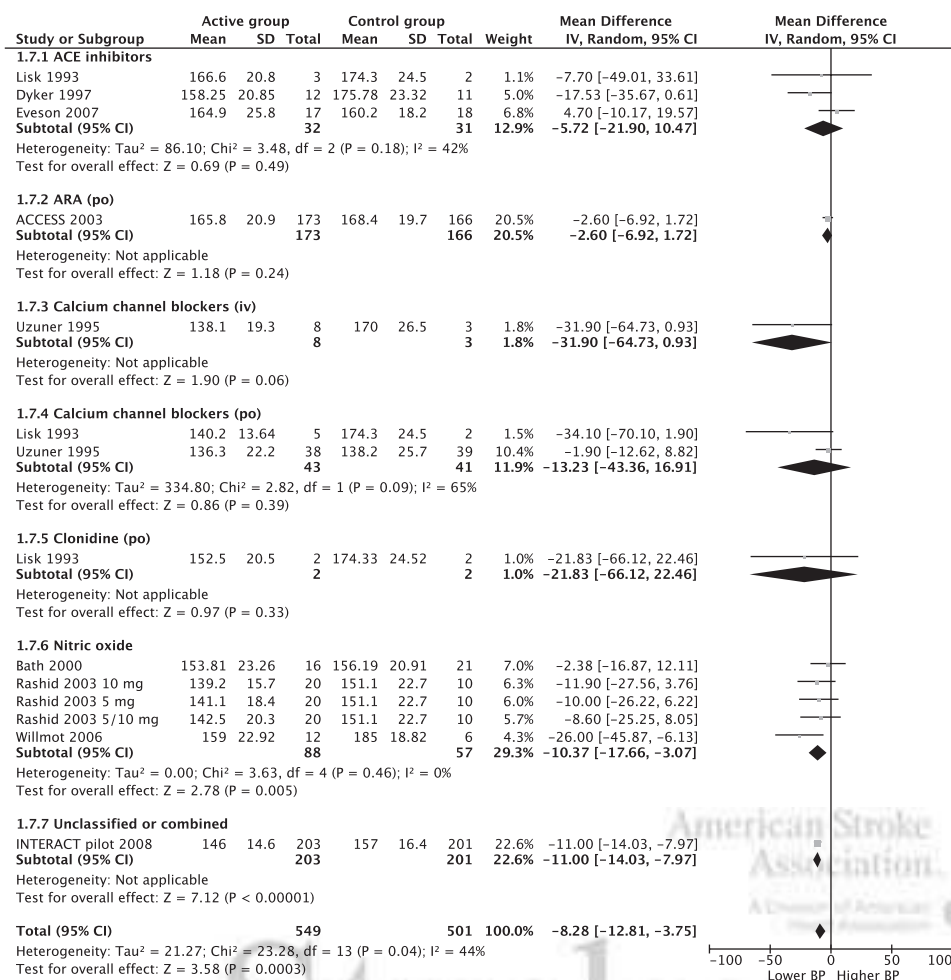 Active group Control group Mean Difference Mean Difference
Study or Subgroup Mean SD Total Mean SD Total Weight IV, Random, 95% CI IV, Random, 95% CI
1.7.1 ACE inhibitors
Lisk 1993 166.6 20.8 3 174.3 24.5 2 1.1% −7.70 [−49.01, 33.61]
Dyker 1997 158.25 20.85 12 175.78 23.32 11 5.0% −17.53 [−35.67, 0.61]
Eveson 2007 164.9 25.8 17 160.2 18.2 18 6.8% 4.70 [−10.17, 19.57]
Subtotal (95% CI) 32 31 12.9% −5.72 [−21.90, 10.47]
Heterogeneity: Tau² = 86.10; Chi² = 3.48, df = 2 (P = 0.18); I² = 42%
Test for overall effect: Z = 0.69 (P = 0.49)
1.7.2 ARA (po)
ACCESS 2003 165.8 20.9 173 168.4 19.7 166 20.5% −2.60 [−6.92, 1.72]
Subtotal (95% CI) 173 166 20.5% −2.60 [−6.92, 1.72]
Heterogeneity: Not applicable
Test for overall effect: Z = 1.18 (P = 0.24)
1.7.3 Calcium channel blockers (iv)
Uzuner 1995 138.1 19.3 8 170 26.5 3 1.8% −31.90 [−64.73, 0.93]
Subtotal (95% CI) 8 3 1.8% −31.90 [−64.73, 0.93]
Heterogeneity: Not applicable
Test for overall effect: Z = 1.90 (P = 0.06)
1.7.4 Calcium channel blockers (po)
Lisk 1993 140.2 13.64 5 174.3 24.5 2 1.5% −34.10 [−70.10, 1.90]
Uzuner 1995 136.3 22.2 38 138.2 25.7 39 10.4% −1.90 [−12.62, 8.82]
Subtotal (95% CI) 43 41 11.9% −13.23 [−43.36, 16.91]
Heterogeneity: Tau² = 334.80; Chi² = 2.82, df = 1 (P = 0.09); I² = 65%
Test for overall effect: Z = 0.86 (P = 0.39)
1.7.5 Clonidine (po)
Lisk 1993 152.5 20.5 2 174.33 24.52 2 1.0% −21.83 [−66.12, 22.46]
Subtotal (95% CI) 2 2 1.0% −21.83 [−66.12, 22.46]
Heterogeneity: Not applicable
Test for overall effect: Z = 0.97 (P = 0.33)
1.7.6 Nitric oxide
Bath 2000 153.81 23.26 16 156.19 20.91 21 7.0% −2.38 [−16.87, 12.11]
Rashid 2003 10 mg 139.2 15.7 20 151.1 22.7 10 6.3% −11.90 [−27.56, 3.76]
Rashid 2003 5 mg 141.1 18.4 20 151.1 22.7 10 6.0% −10.00 [−26.22, 6.22]
Rashid 2003 5/10 mg 142.5 20.3 20 151.1 22.7 10 5.7% −8.60 [−25.25, 8.05]
Willmot 2006 159 22.92 12 185 18.82 6 4.3% −26.00 [−45.87, −6.13]
Subtotal (95% CI) 88 57 29.3% −10.37 [−17.66, −3.07]
Heterogeneity: Tau² = 0.00; Chi² = 3.63, df = 4 (P = 0.46); I² = 0%
Test for overall effect: Z = 2.78 (P = 0.005)
1.7.7 Unclassified or combined
INTERACT pilot 2008 146 14.6 203 157 16.4 201 22.6% −11.00 [−14.03, −7.97]
Subtotal (95% CI) 203 201 22.6% −11.00 [−14.03, −7.97]
Heterogeneity: Not applicable
Test for overall effect: Z = 7.12 (P < 0.00001)
American Stroke
Association
A Division of American
Heart Association
Total (95% CI) 549 501 100.0% −8.28 [−12.81, −3.75]
Heterogeneity: Tau² = 21.27; Chi² = 23.28, df = 13 (P = 0.04); I² = 44%
Test for overall effect: Z = 3.58 (P = 0.0003)
−100 −50 0 50 100
Lower BP Higher BP